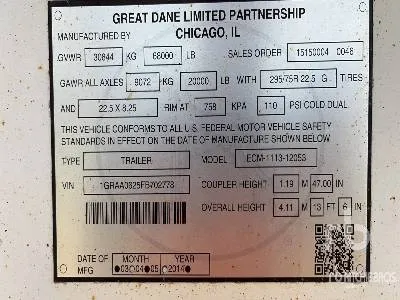 GREAT DANE LIMITED PARTNERSHIP
MANUFACTURED BY CHICAGO, IL
GVWR 30844 KG 68000 LB SALES ORDER 15150004 0048
GAWR ALL AXLES 9072 KG 20000 LB WITH 295/75R 22.5 G TIRES
AND 22.5 X 8.25 RIM AT 758 KPA 110 PSI COLD DUAL
THIS VEHICLE CONFORMS TO ALL U.S. FEDERAL MOTOR VEHICLE SAFETY
STANDARDS IN EFFECT ON THE DATE OF MANUFACTURE SHOWN BELOW.
TYPE TRAILER MODEL ECM-1113-12053
VIN 1GRAA0625FB702778 COUPLER HEIGHT 1.19 M 47.00 IN
OVERALL HEIGHT 4.11 M 13 FT 6 IN
DATE OF MFG MONTH YEAR
03 04 05 2014